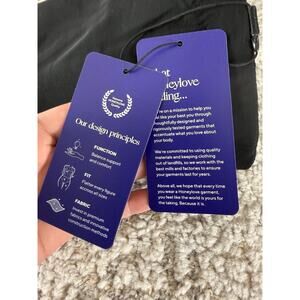 Our design principles
FUNCTION
Balance support
and comfort
FIT
Flatter every figure
across all sizes
FABRIC
Invest in premium
fabrics and innovative
construction methods
on a mission to help you
feel like your best you through
thoughtfully designed and
rigorously tested garments that
accentuate what you love about
your body.
We're committed to using quality
materials and keeping clothing
out of landfills, so we work with
the best mills and factories to ensure
your garments last for years.
Above all, we hope that every time
you wear a Honeylove garment,
you feel like the world is yours for
the taking. Because it is.